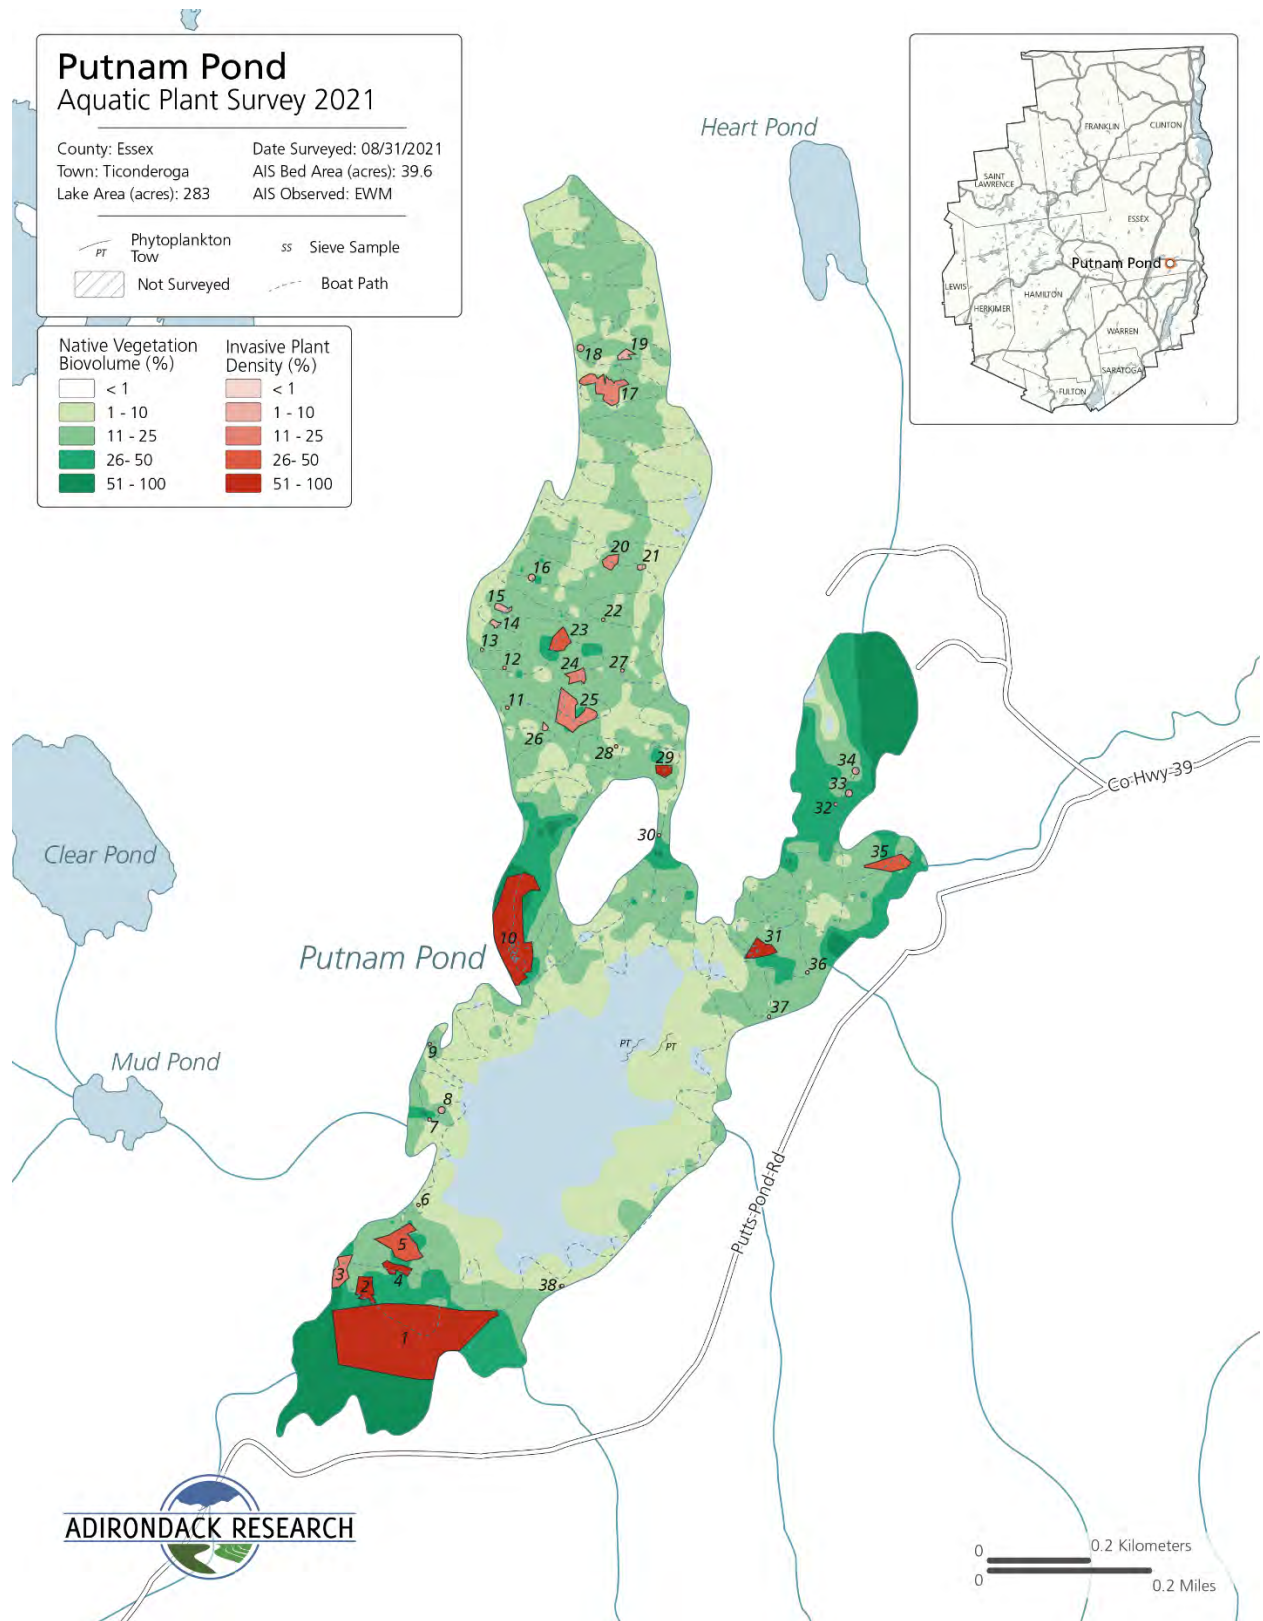 Putnam Pond
Aquatic Plant Survey 2021
County: Essex
Date Surveyed: 08/31/2021
Town: Ticonderoga
AIS Bed Area (acres): 39.6
Lake Area (acres): 283
AIS Observed: EWM
PT
Phytoplankton
Tow
SS
Sieve Sample
Not Surveyed
Boat Path
Native Vegetation
Biovolume (%)
< 1
1 - 10
11 - 25
26- 50
51 - 100
Invasive Plant
Density (%)
< 1
1 - 10
11 - 25
26- 50
51 - 100
FRANKLIN
CLINTON
SAINT
LAWRENCE
ESSEX
Putnam Pond
LEWIS
HAMILTON
HERKIMER
WARREN
SARATOGA
FULTON
Heart Pond
18
19
17
20
21
16
15
14
22
23
13
12
24
27
11
25
26
28
29
34
33
32
30
35
Co Hwy 39
Clear Pond
10
31
Putnam Pond
36
37
PT
PT
9
Mud Pond
8
7
6
Putts Pond Rd
5
3
4
2
38
1
ADIRONDACK RESEARCH
0
0.2 Kilometers
0
0.2 Miles